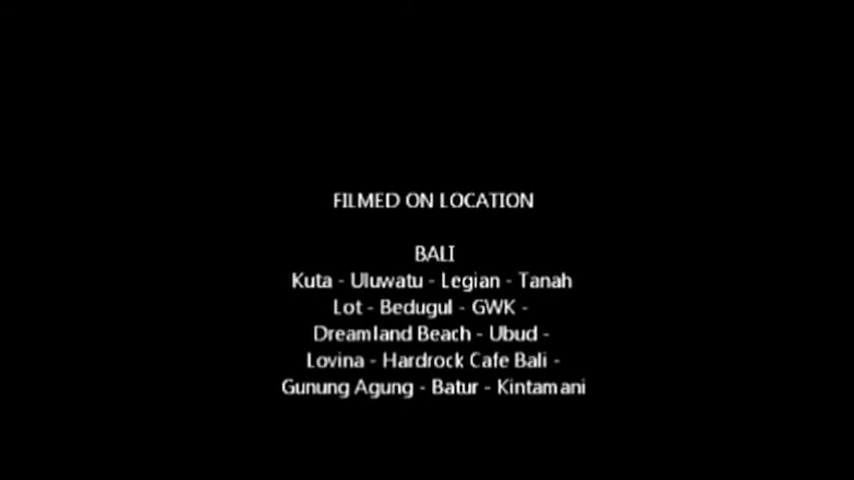 FILMED ON LOCATION
BALI
Kuta - Uluwatu - Legian - Tanah
Lot - Bedugul - GWK -
Dreamland Beach - Ubud -
Lovina - Hardrock Cafe Bali -
Gunung Agung - Batur - Kintamani